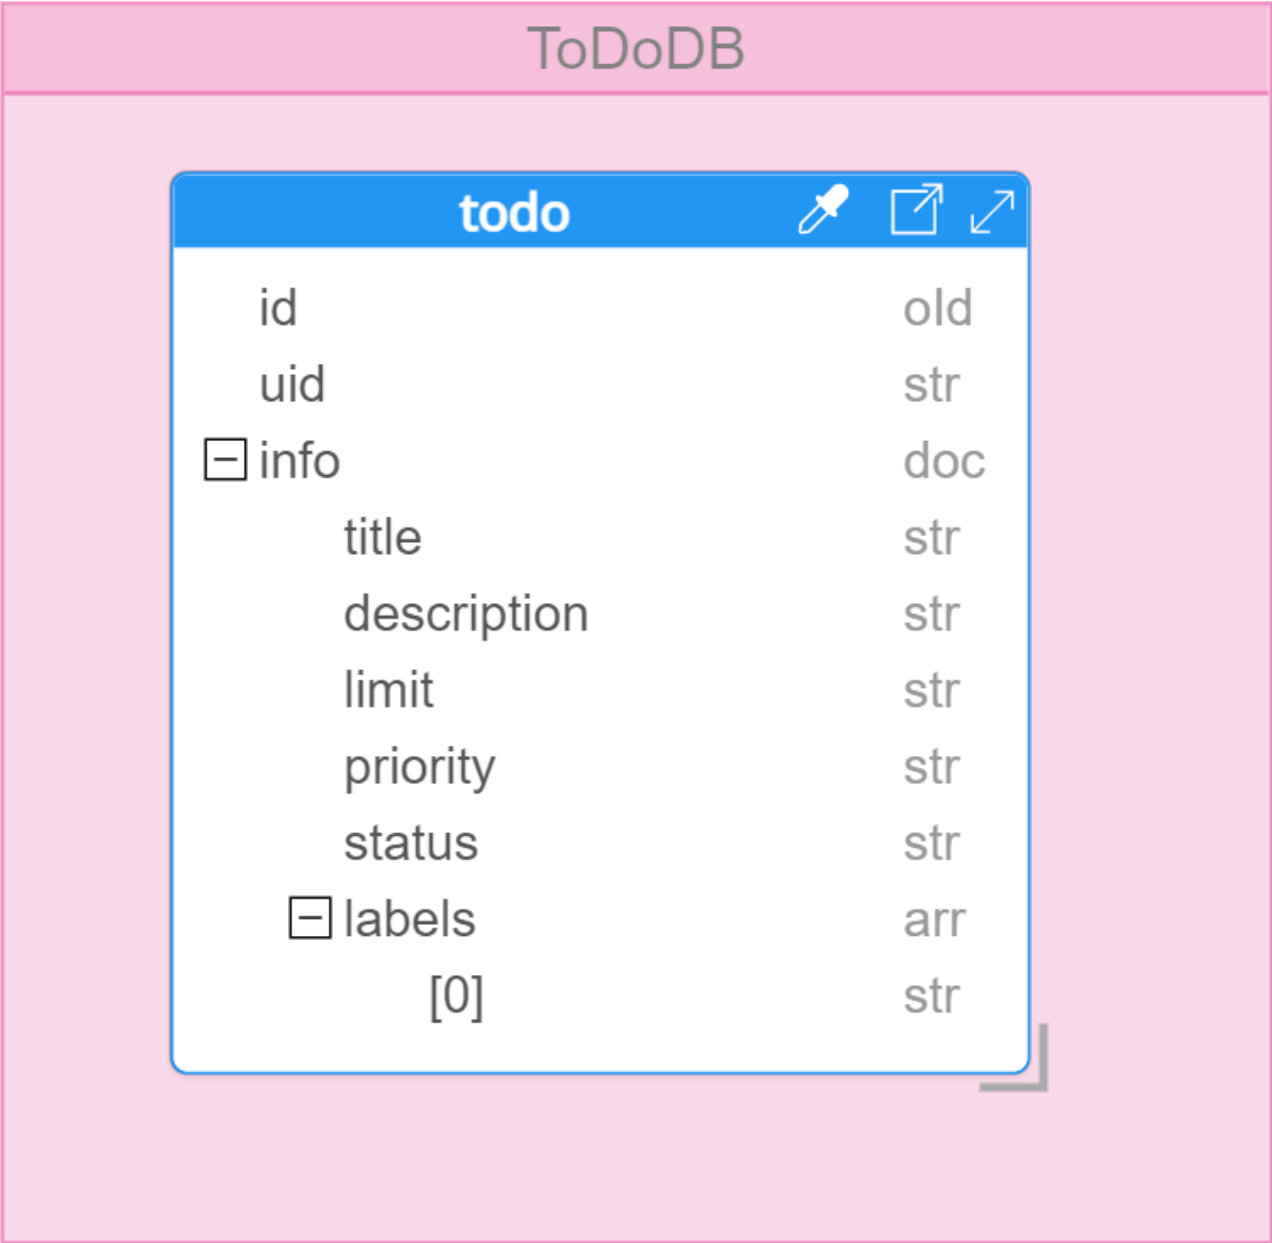 ToDoDB
todo
id oId
uid str
info doc
title str
description str
limit str
priority str
status str
labels arr
[0] str